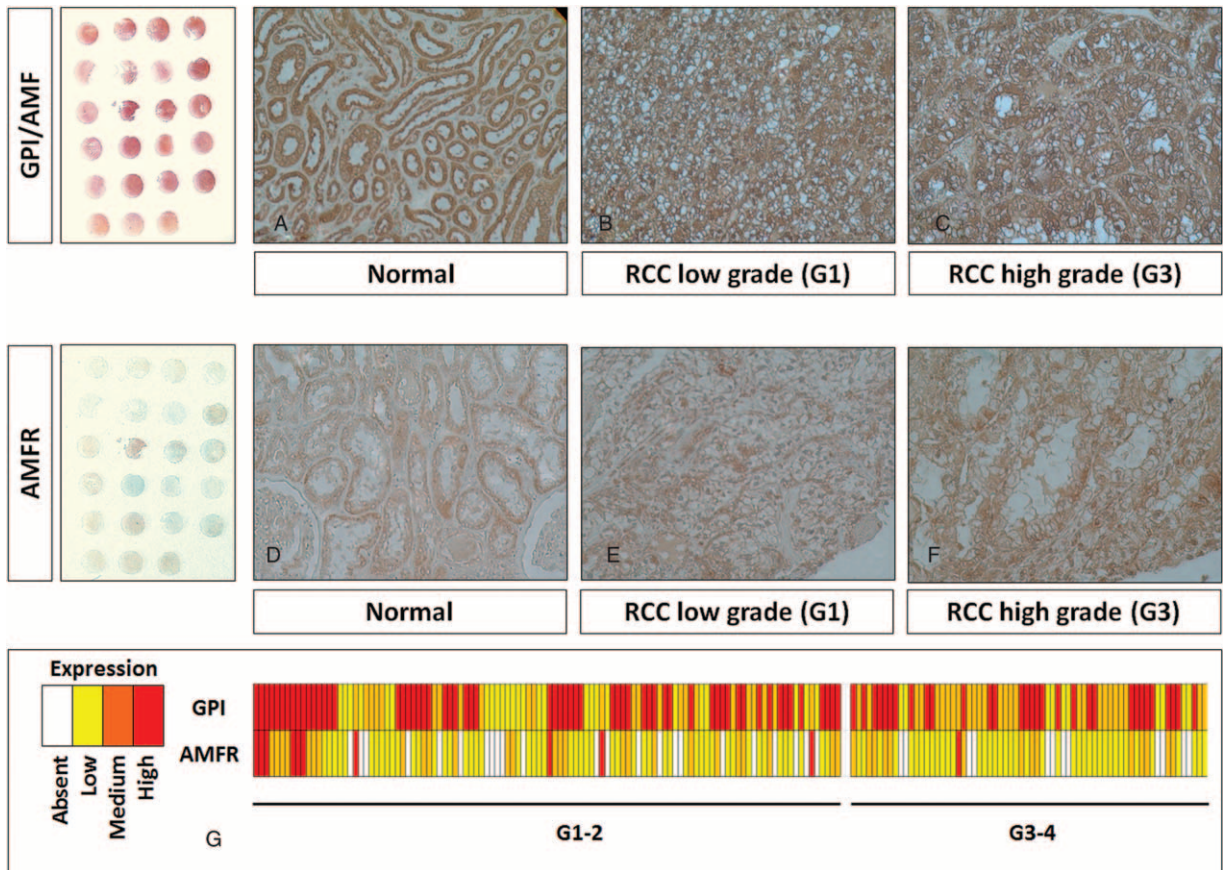 GPI/AMF
A
B
C
Normal
RCC low grade (G1)
RCC high grade (G3)
AMFR
D
E
F
Normal
RCC low grade (G1)
RCC high grade (G3)
Expression
Absent
Low
Medium
High
GPI
AMFR
G
G1-2
G3-4